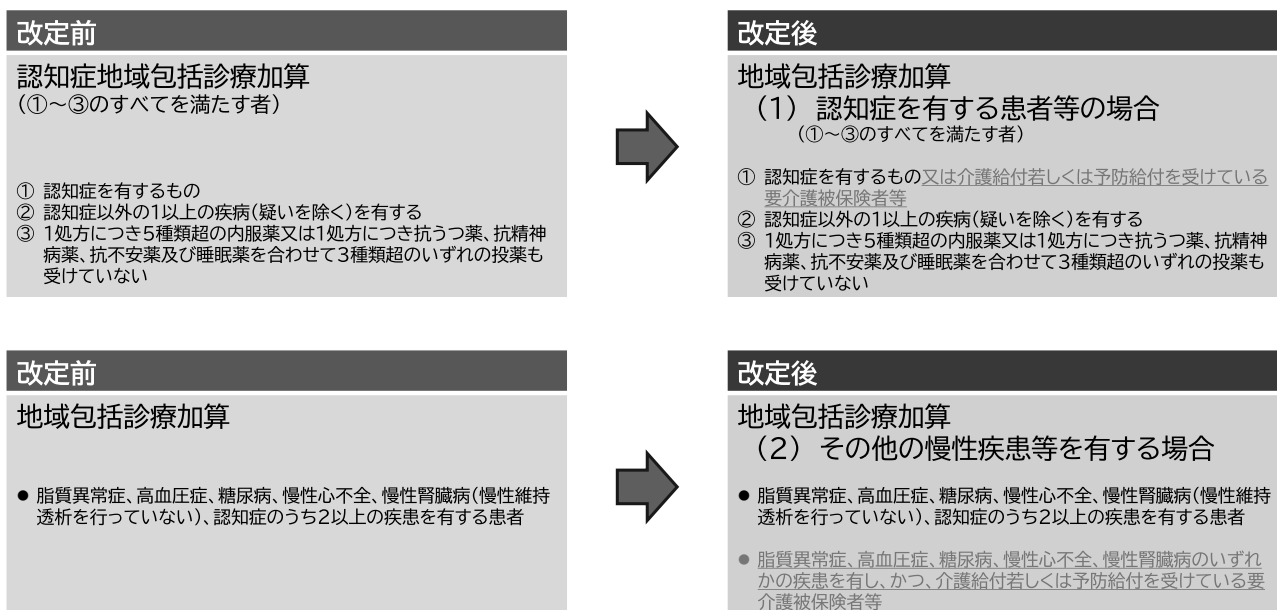 改定前
認知症地域包括診療加算
(①～③のすべてを満たす者)
① 認知症を有するもの
② 認知症以外の1以上の疾病(疑いを除く)を有する
③ 1処方につき5種類超の内服薬又は1処方につき抗うつ薬、抗精神
病薬、抗不安薬及び睡眠薬を合わせて3種類超のいずれの投薬も
受けていない
改定後
地域包括診療加算
(1) 認知症を有する患者等の場合
(①～③のすべてを満たす者)
① 認知症を有するもの又は介護給付若しくは予防給付を受けている
要介護被保険者等
② 認知症以外の1以上の疾病(疑いを除く)を有する
③ 1処方につき5種類超の内服薬又は1処方につき抗うつ薬、抗精神
病薬、抗不安薬及び睡眠薬を合わせて3種類超のいずれの投薬も
受けていない
改定前
地域包括診療加算
● 脂質異常症、高血圧症、糖尿病、慢性心不全、慢性腎臓病(慢性維持
透析を行っていない)、認知症のうち2以上の疾患を有する患者
改定後
地域包括診療加算
(2) その他の慢性疾患等を有する場合
● 脂質異常症、高血圧症、糖尿病、慢性心不全、慢性腎臓病(慢性維持
透析を行っていない)、認知症のうち2以上の疾患を有する患者
● 脂質異常症、高血圧症、糖尿病、慢性心不全、慢性腎臓病のいずれ
かの疾患を有し、かつ、介護給付若しくは予防給付を受けている要
介護被保険者等